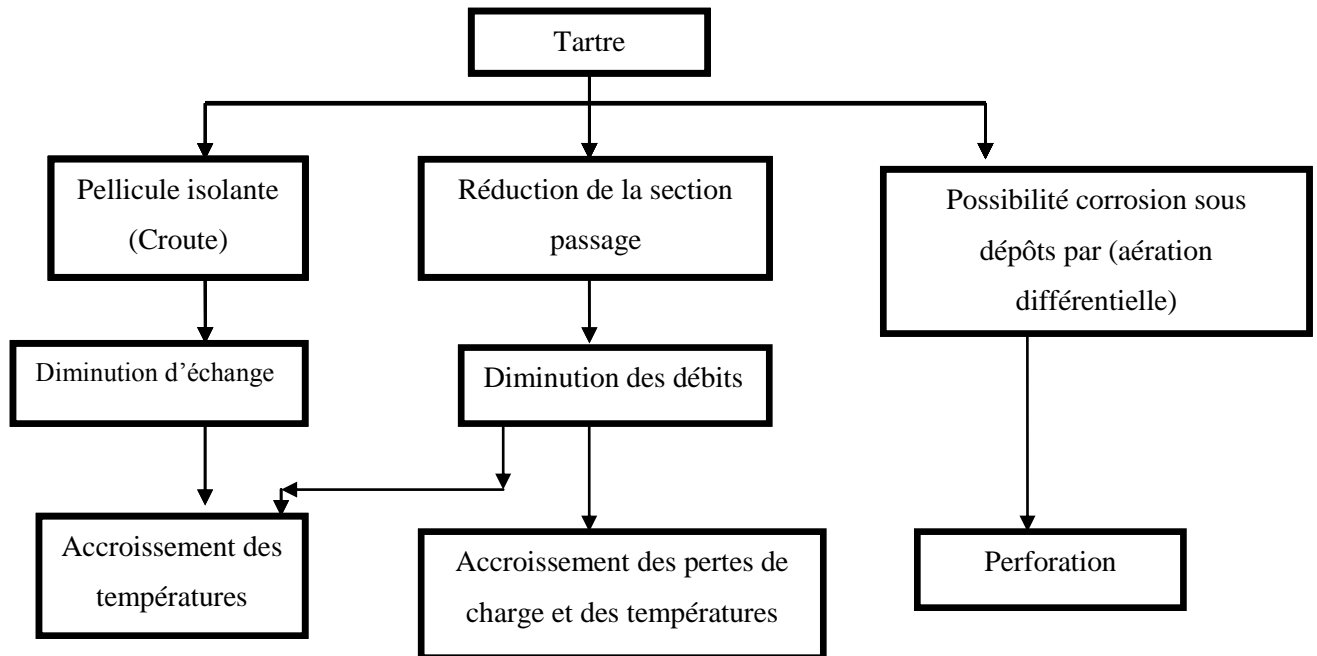 Tartre
Pellicule isolante
(Croute)
Réduction de la section
passage
Possibilité corrosion sous
dépôts par (aération
différentielle)
Diminution d’échange
Diminution des débits
Accroissement des
températures
Accroissement des pertes de
charge et des températures
Perforation